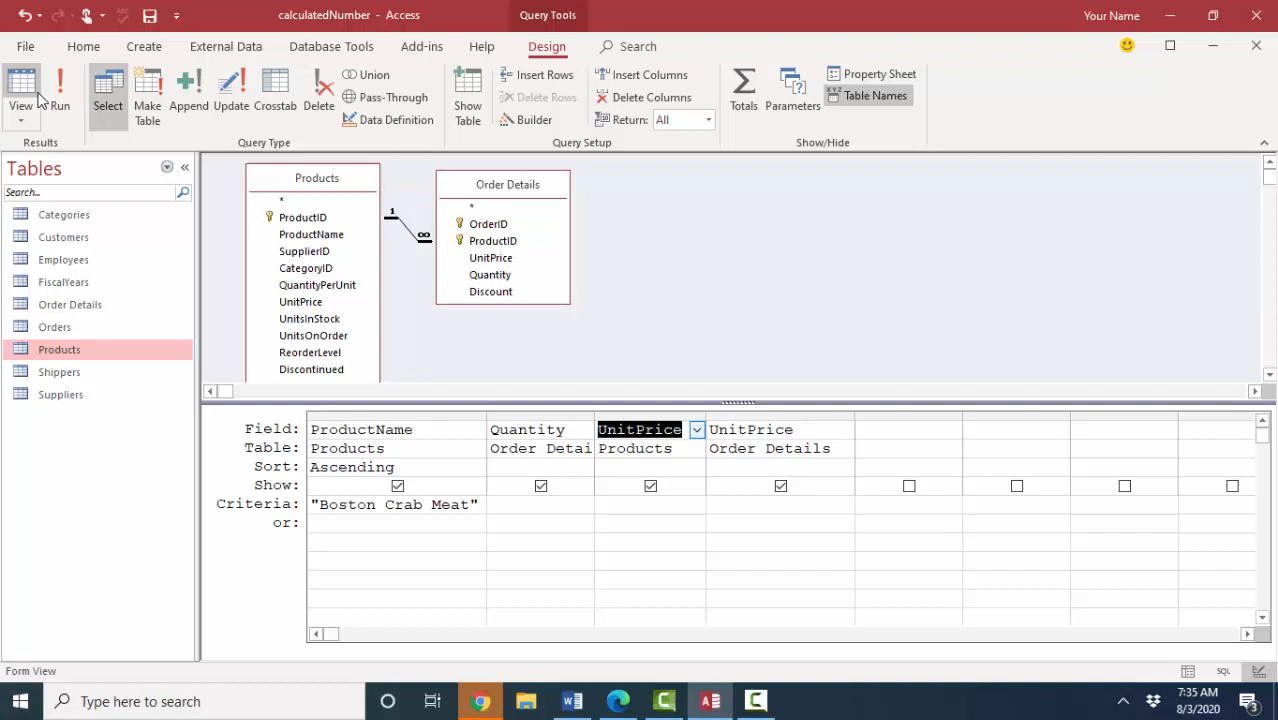 calculatedNumber - Access
Query Tools
Your Name
File
Home
Create
External Data
Database Tools
Add-ins
Help
Design
Search
View
Run
Select
Make Table
Append
Update
Crosstab
Delete
Union
Pass-Through
Data Definition
Show Table
Insert Rows
Delete Rows
Builder
Insert Columns
Delete Columns
Return: All
Totals
Parameters
Property Sheet
XYZ
Table Names
Results
Query Type
Query Setup
Show/Hide
Tables
Search...
Categories
Customers
Employees
FiscalYears
Order Details
Orders
Products
Shippers
Suppliers
Products
*
ProductID
ProductName
SupplierID
CategoryID
QuantityPerUnit
UnitPrice
UnitsInStock
UnitsOnOrder
ReorderLevel
Discontinued
1
∞
Order Details
*
OrderID
ProductID
UnitPrice
Quantity
Discount
Field: ProductName Quantity UnitPrice UnitPrice
Table: Products Order Detai Products Order Details
Sort: Ascending
Show:
Criteria: "Boston Crab Meat"
or:
Form View
SQL
Type here to search
7:35 AM
8/3/2020
3